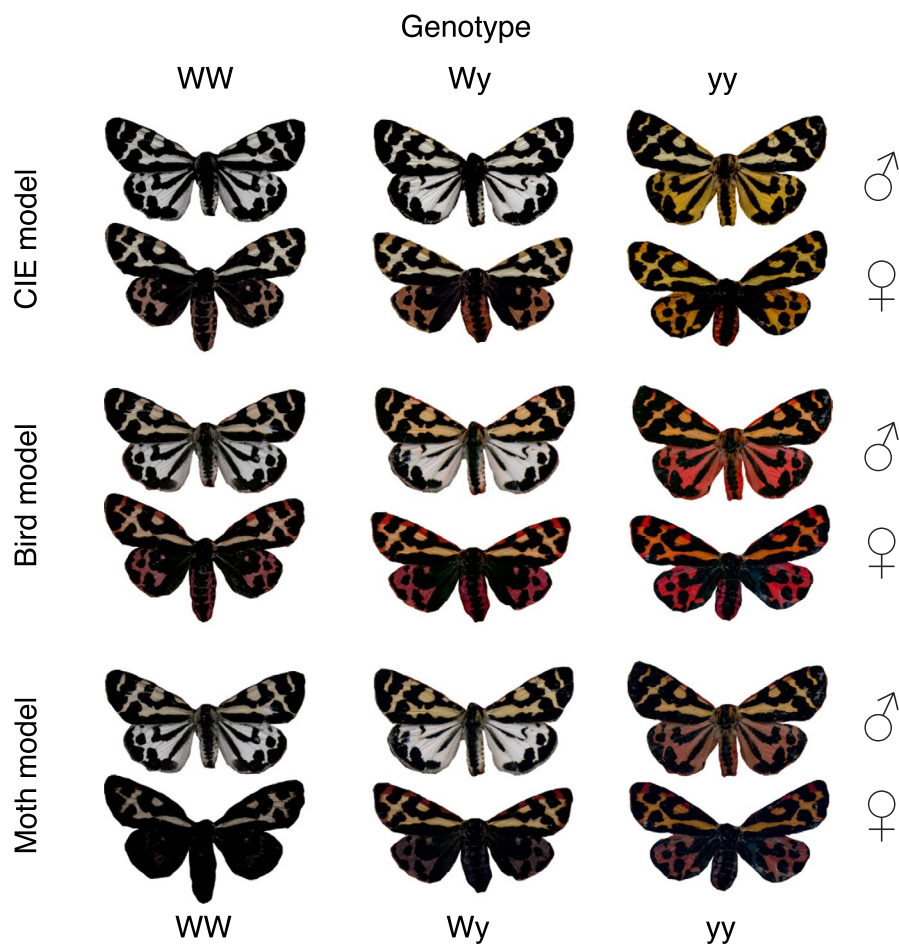 Genotype
WW Wy yy
CIE model
♂
♀
Bird model
♂
♀
Moth model
♂
♀
WW Wy yy